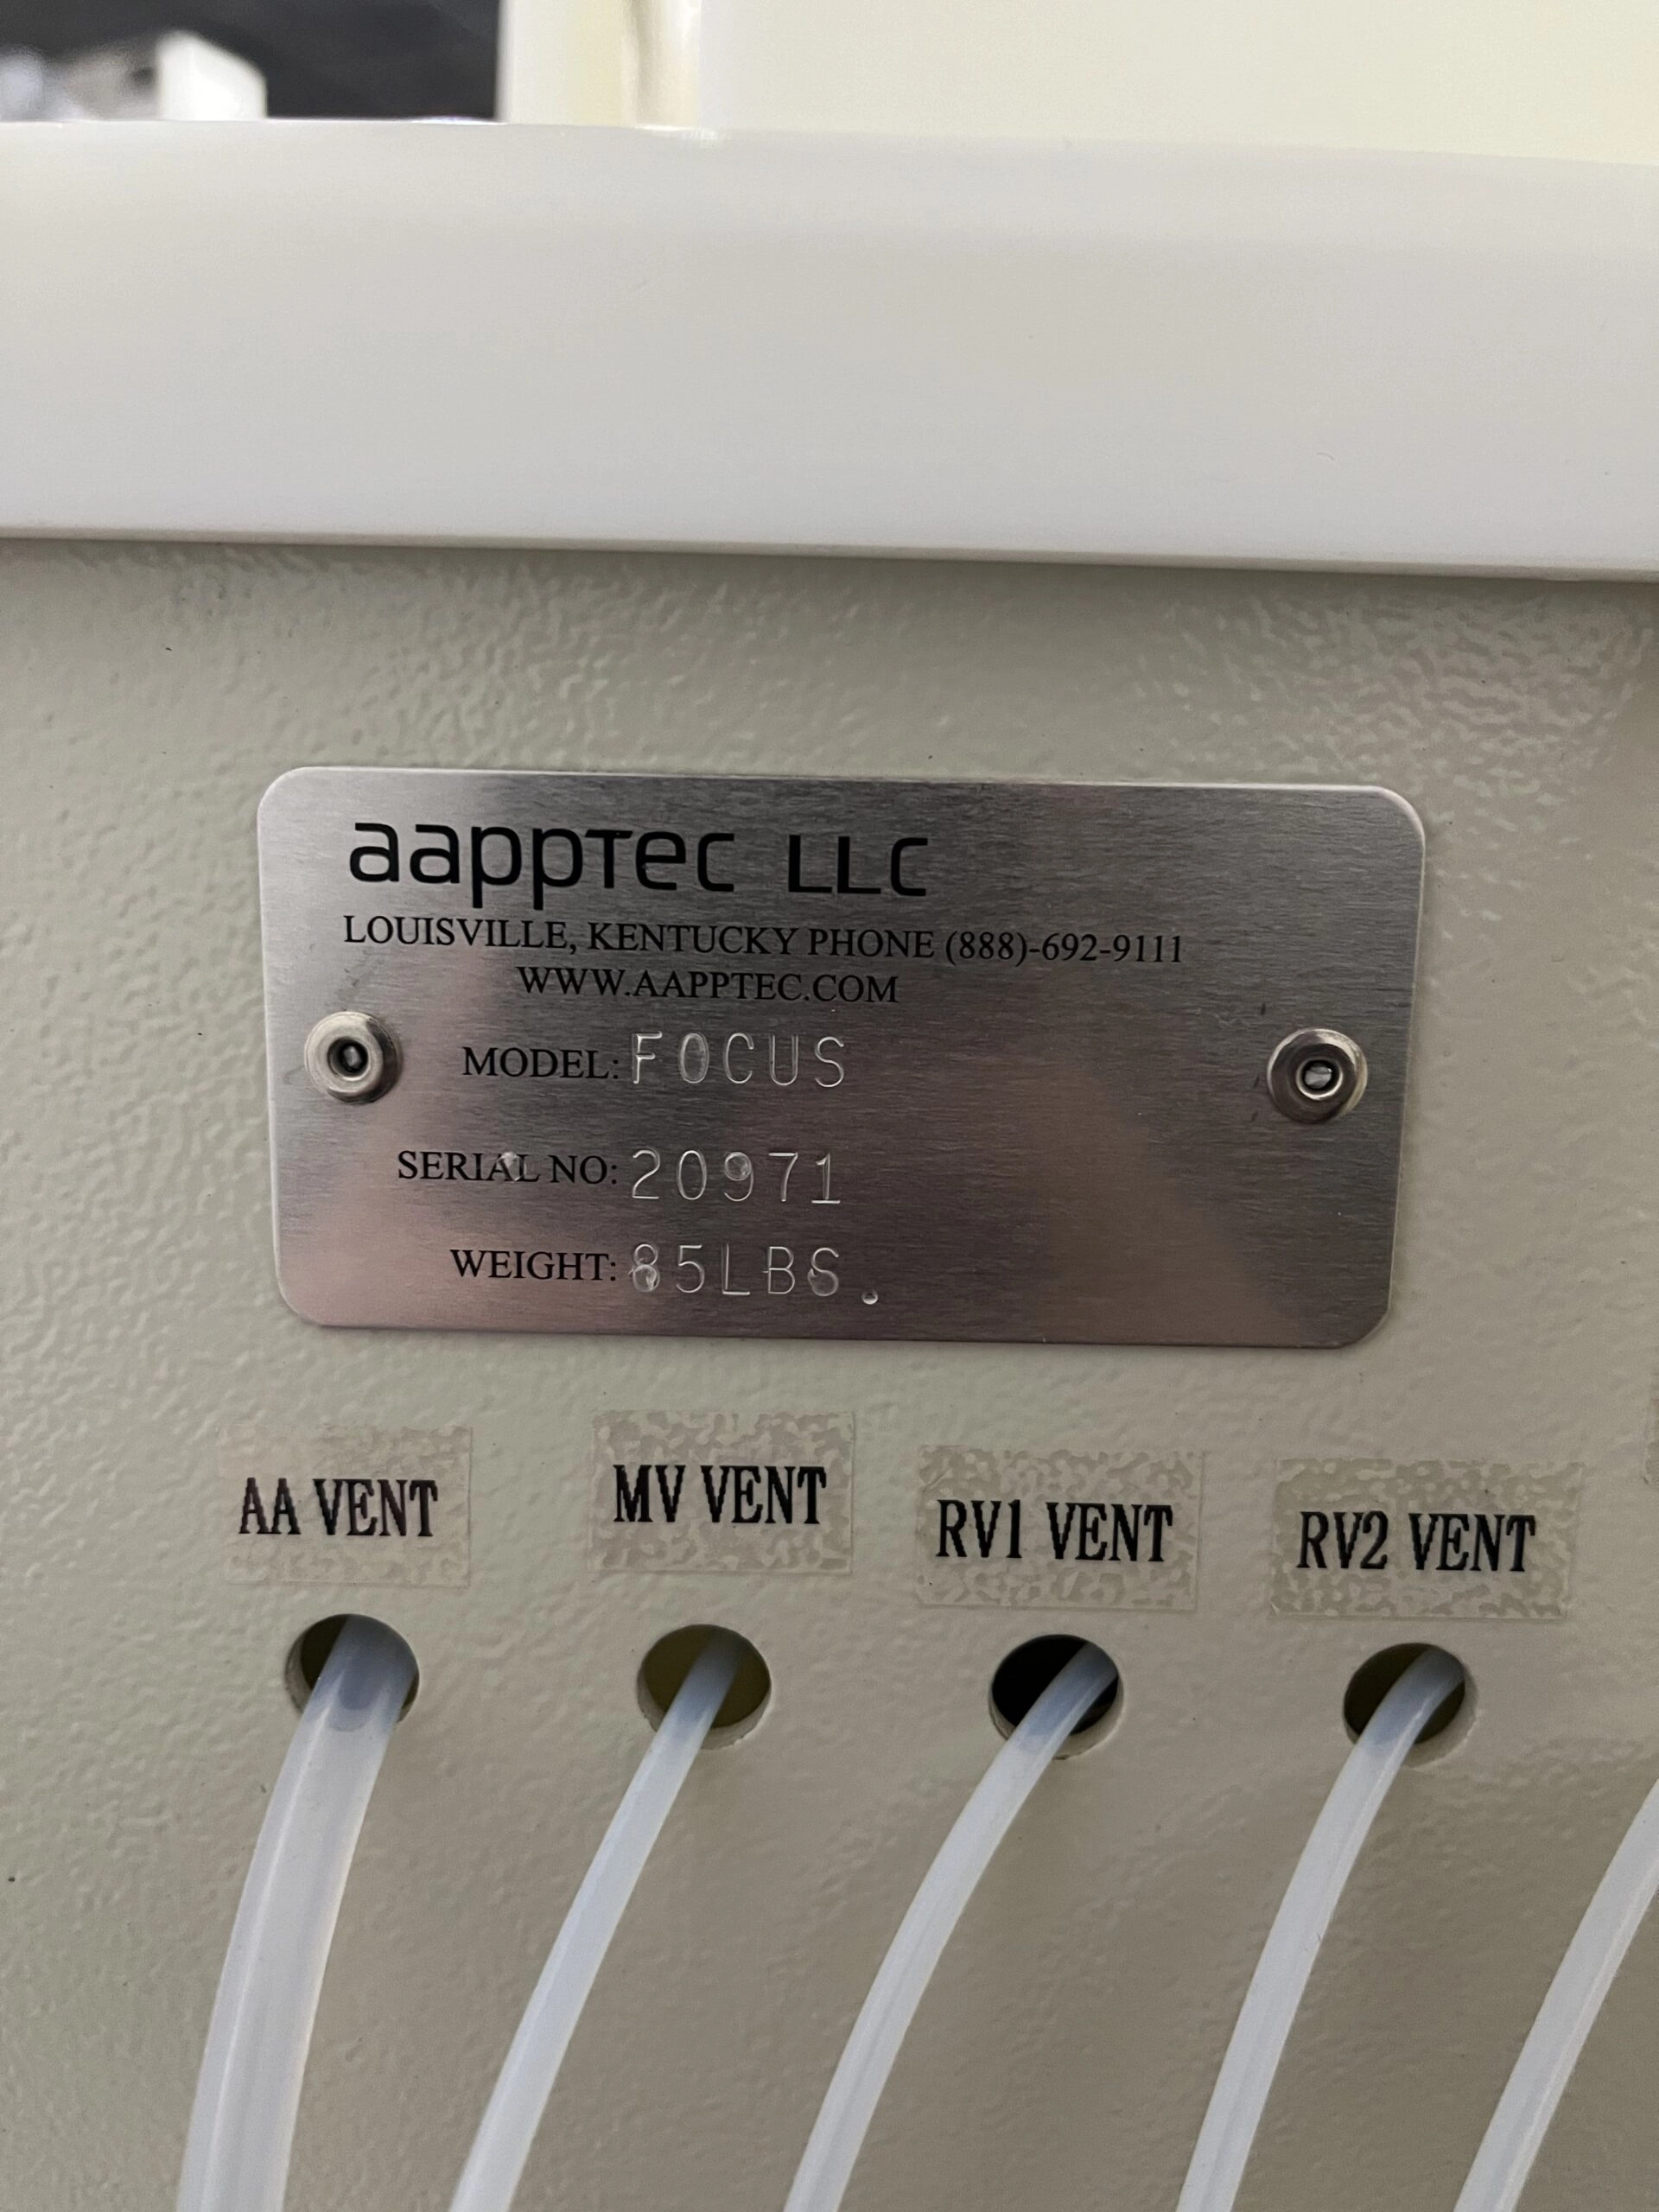 aappTec LLC
LOUISVILLE, KENTUCKY PHONE (888)-692-9111
WWW.AAPPTEC.COM
MODEL: FOCUS
SERIAL NO: 20971
WEIGHT: 85LBS.
AA VENT
MV VENT
RV1 VENT
RV2 VENT